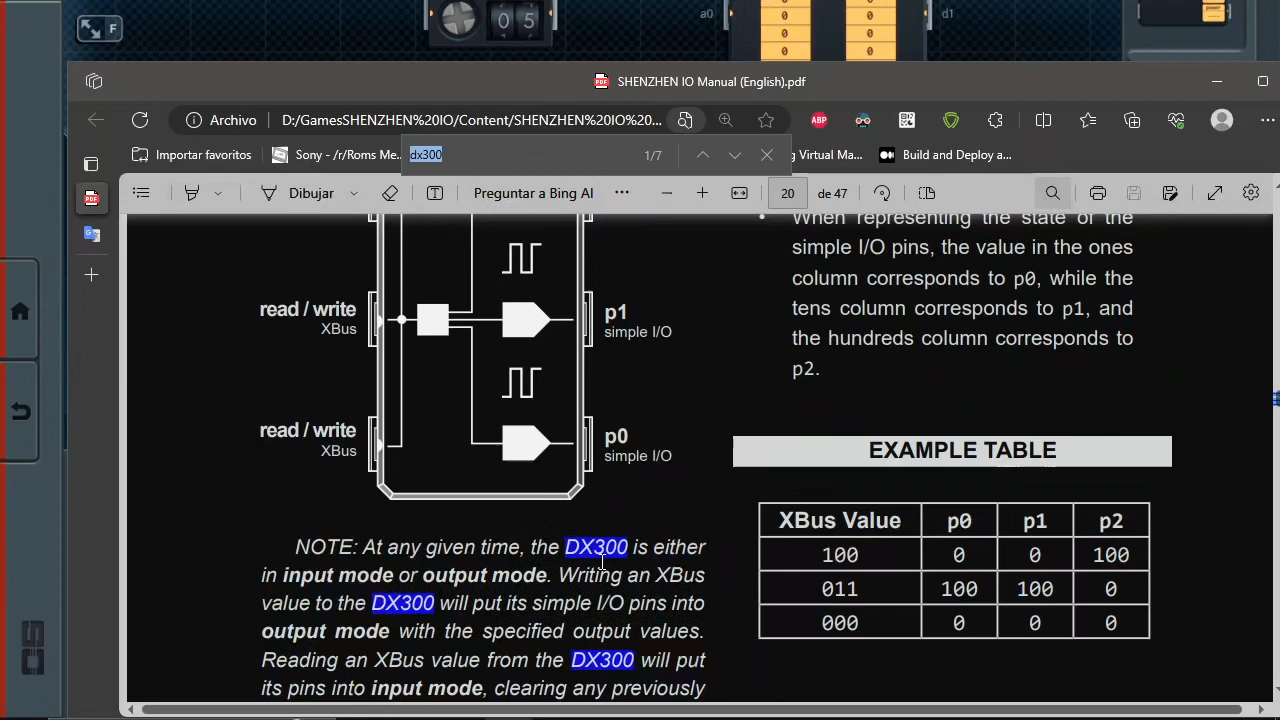 F
0 5
a0
0
0
0
0
0
0
d1
power
SHENZHEN IO Manual (English).pdf
Archivo
D:/GamesSHENZHEN%20IO/Content/SHENZHEN%20IO%20...
ABP
Importar favoritos
Sony - /r/Roms Me...
dx300
1/7
g Virtual Ma...
Build and Deploy a...
Dibujar
Preguntar a Bing AI
20
de 47
read / write
XBus
p1
simple I/O
read / write
XBus
p0
simple I/O
NOTE: At any given time, the DX300 is either
in input mode or output mode. Writing an XBus
value to the DX300 will put its simple I/O pins into
output mode with the specified output values.
Reading an XBus value from the DX300 will put
its pins into input mode, clearing any previously
When representing the state of the
simple I/O pins, the value in the ones
column corresponds to p0, while the
tens column corresponds to p1, and
the hundreds column corresponds to
p2.
EXAMPLE TABLE
XBus Value p0 p1 p2
100 0 0 100
011 100 100 0
000 0 0 0